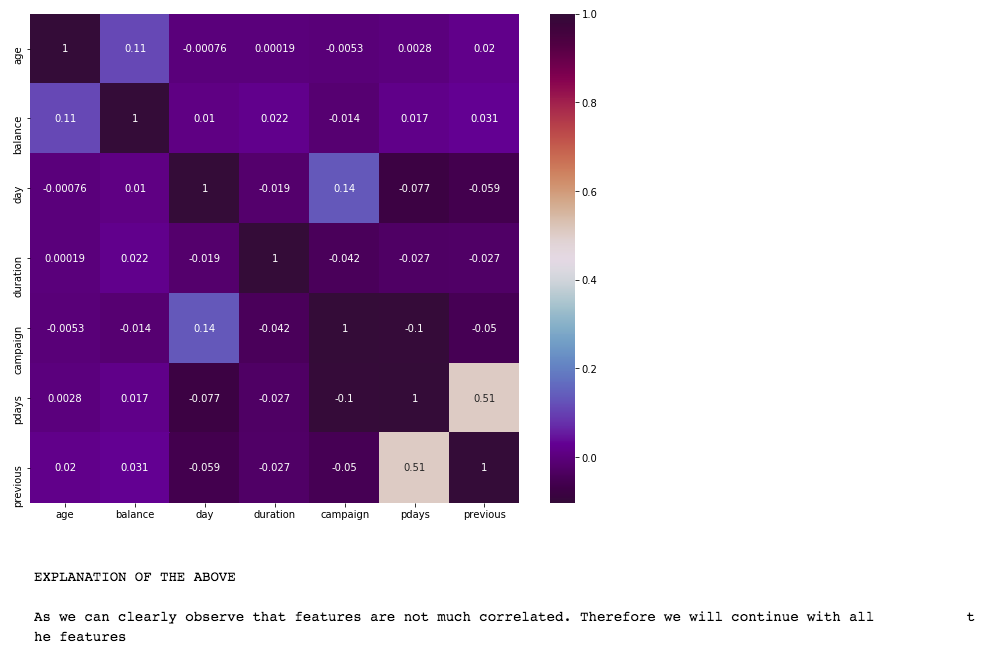 age 1 0.11 -0.00076 0.00019 -0.0053 0.0028 0.02
balance 0.11 1 0.01 0.022 -0.014 0.017 0.031
day -0.00076 0.01 1 -0.019 0.14 -0.077 -0.059
duration 0.00019 0.022 -0.019 1 -0.042 -0.027 -0.027
campaign -0.0053 -0.014 0.14 -0.042 1 -0.1 -0.05
pdays 0.0028 0.017 -0.077 -0.027 -0.1 1 0.51
previous 0.02 0.031 -0.059 -0.027 -0.05 0.51 1
age balance day duration campaign pdays previous
1.0
0.8
0.6
0.4
0.2
0.0
EXPLANATION OF THE ABOVE
As we can clearly observe that features are not much correlated. Therefore we will continue with all t
he features